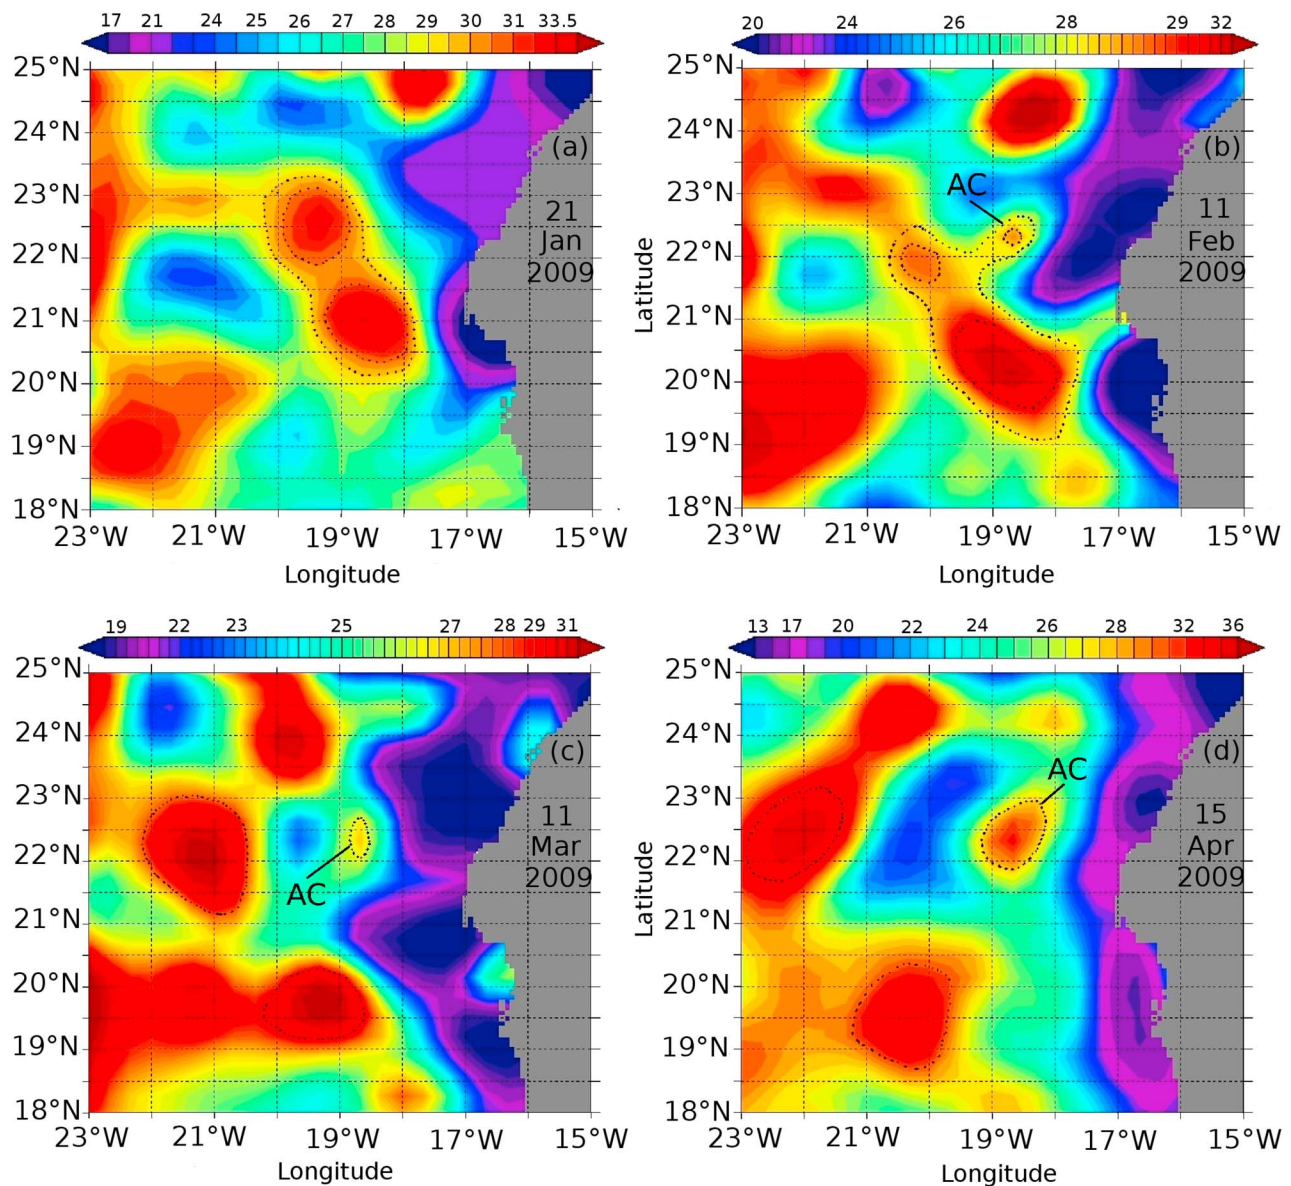 17 21 24 25 26 27 28 29 30 31 33.5
25°N
24°N
23°N
22°N
21°N
20°N
19°N
18°N
(a)
21
Jan
2009
23°W 21°W 19°W 17°W 15°W
Longitude
20 24 26 28 29 32
25°N
24°N
23°N
22°N
21°N
20°N
19°N
18°N
Latitude
AC
(b)
11
Feb
2009
23°W 21°W 19°W 17°W 15°W
Longitude
19 22 23 25 27 28 29 31
25°N
24°N
23°N
22°N
21°N
20°N
19°N
18°N
AC
(c)
11
Mar
2009
23°W 21°W 19°W 17°W 15°W
Longitude
13 17 20 22 24 26 28 32 36
25°N
24°N
23°N
22°N
21°N
20°N
19°N
18°N
Latitude
AC
(d)
15
Apr
2009
23°W 21°W 19°W 17°W 15°W
Longitude